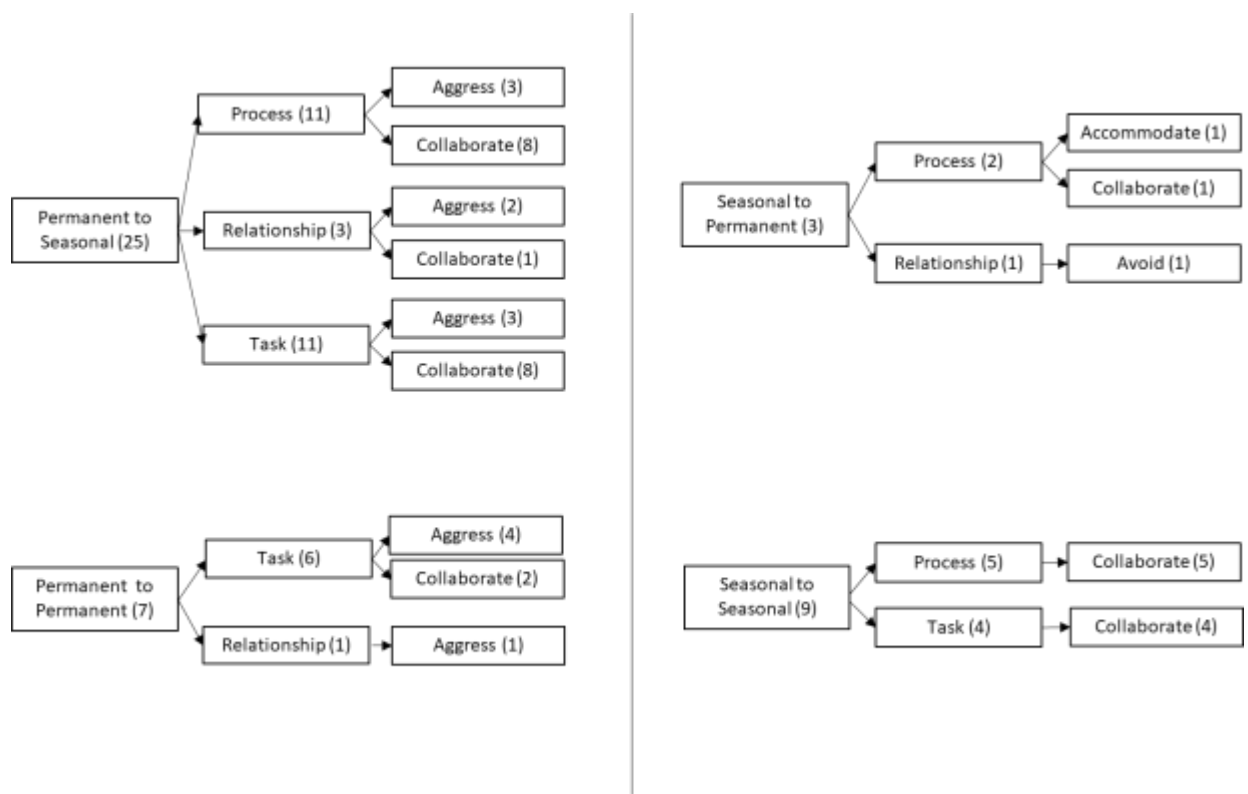 Permanent to
Seasonal (25)
Process (11)
Aggress (3)
Collaborate (8)
Relationship (3)
Aggress (2)
Collaborate (1)
Task (11)
Aggress (3)
Collaborate (8)
Permanent to
Permanent (7)
Task (6)
Aggress (4)
Collaborate (2)
Relationship (1)
Aggress (1)
Seasonal to
Permanent (3)
Process (2)
Accommodate (1)
Collaborate (1)
Relationship (1)
Avoid (1)
Seasonal to
Seasonal (9)
Process (5)
Collaborate (5)
Task (4)
Collaborate (4)